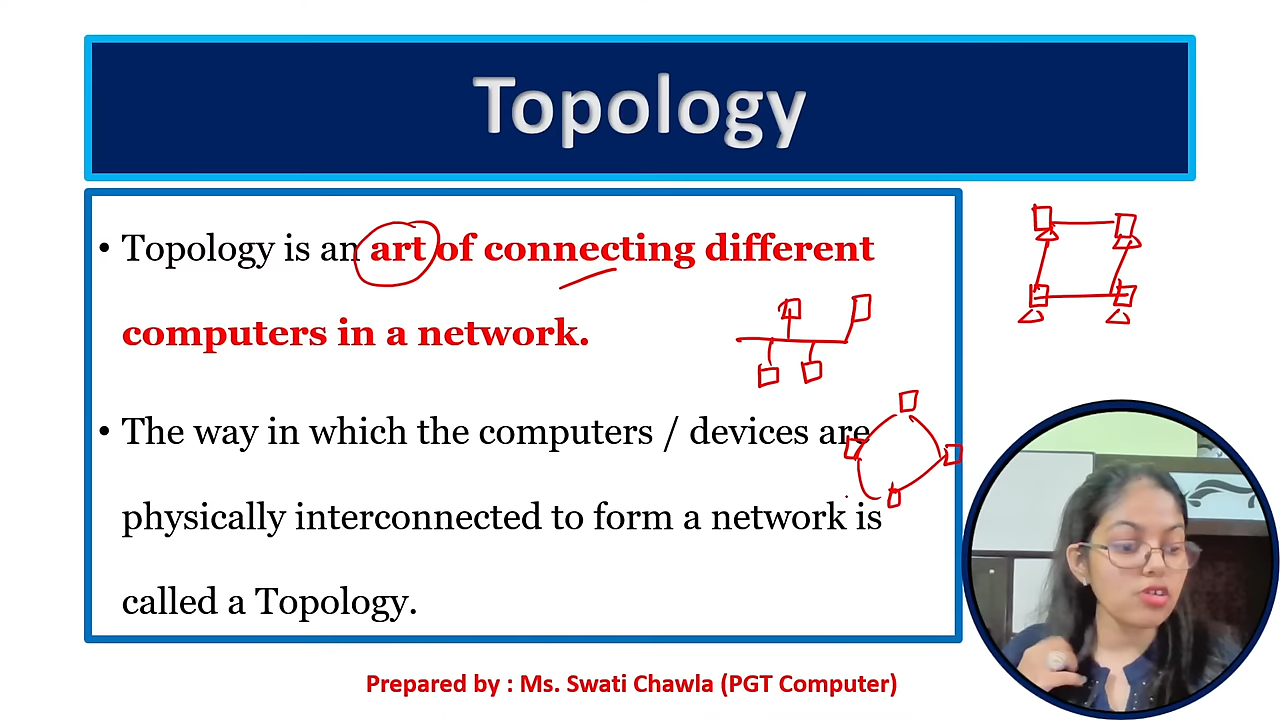 Topology
• Topology is an art of connecting different
computers in a network.
• The way in which the computers / devices are
physically interconnected to form a network is
called a Topology.
Prepared by : Ms. Swati Chawla (PGT Computer)